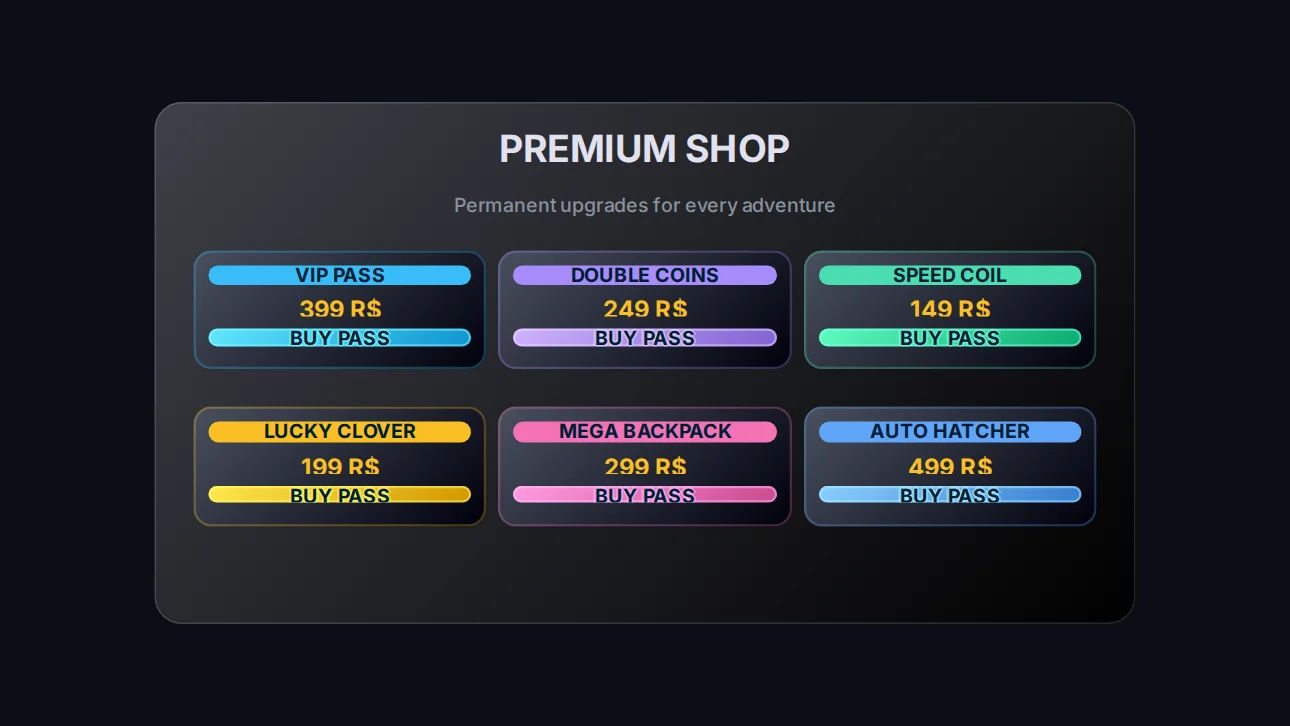 PREMIUM SHOP
Permanent upgrades for every adventure
VIP PASS
399 R$
BUY PASS
DOUBLE COINS
249 R$
BUY PASS
SPEED COIL
149 R$
BUY PASS
LUCKY CLOVER
199 R$
BUY PASS
MEGA BACKPACK
299 R$
BUY PASS
AUTO HATCHER
499 R$
BUY PASS